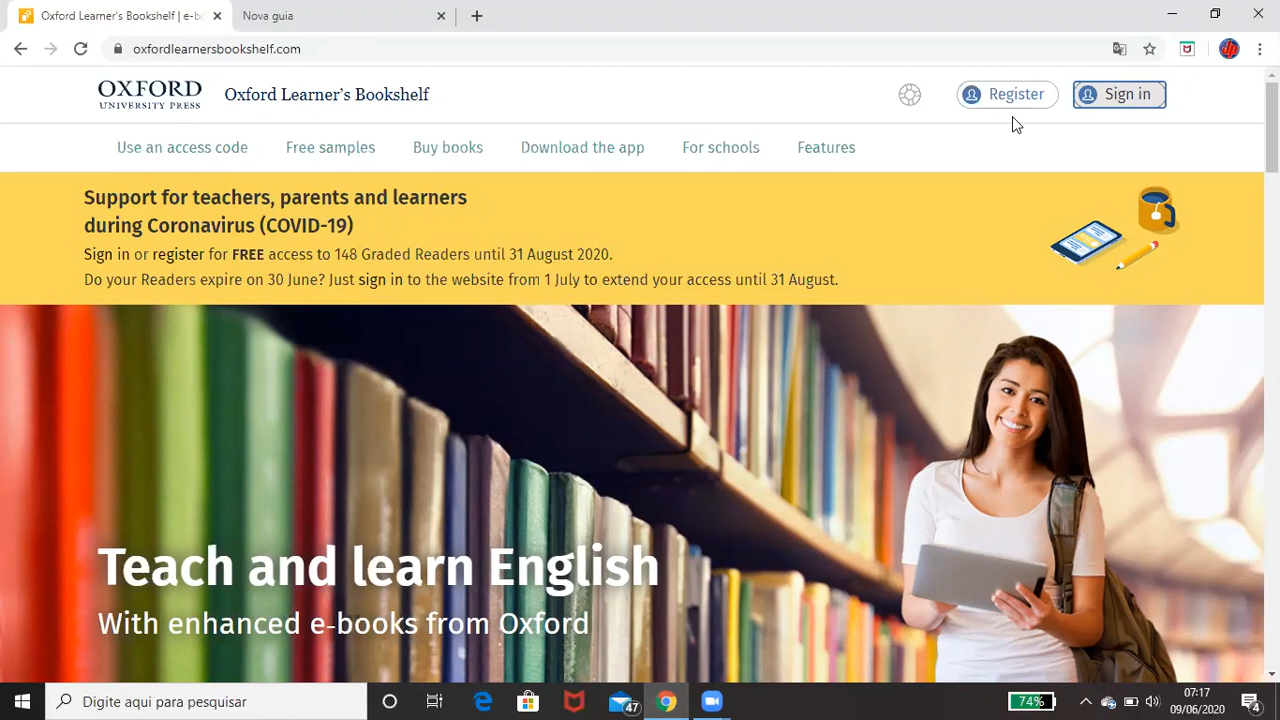 Oxford Learner's Bookshelf | e-bo
Nova guia
oxfordlearnersbookshelf.com
OXFORD
UNIVERSITY PRESS
Oxford Learner's Bookshelf
Register
Sign in
Use an access code
Free samples
Buy books
Download the app
For schools
Features
Support for teachers, parents and learners
during Coronavirus (COVID-19)
Sign in or register for FREE access to 148 Graded Readers until 31 August 2020.
Do your Readers expire on 30 June? Just sign in to the website from 1 July to extend your access until 31 August.
Teach and learn English
With enhanced e-books from Oxford
Digite aqui para pesquisar
47
74%
07:17
09/06/2020
4